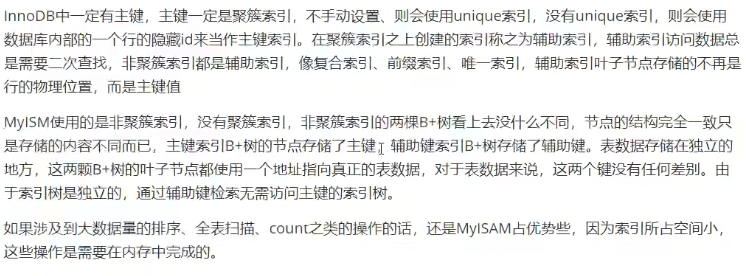 InnoDB中一定有主键，主键一定是聚簇索引，不手动设置、则会使用unique索引，没有unique索引，则会使用
数据库内部的一个行的隐藏id来当作主键索引。在聚簇索引之上创建的索引称之为辅助索引，辅助索引访问数据总
是需要二次查找，非聚簇索引都是辅助索引，像复合索引、前缀索引、唯一索引，辅助索引叶子节点存储的不再是
行的物理位置，而是主键值
MyISM使用的是非聚簇索引，没有聚簇索引，非聚簇索引的两棵B+树看上去没什么不同，节点的结构完全一致只
是存储的内容不同而已，主键索引B+树的节点存储了主键，辅助键索引B+树存储了辅助键。表数据存储在独立的
地方，这两颗B+树的叶子节点都使用一个地址指向真正的表数据，对于表数据来说，这两个键没有任何差别。由
于索引树是独立的，通过辅助键检索无需访问主键的索引树。
如果涉及到大数据量的排序、全表扫描、count之类的操作的话，还是MyISAM占优势些，因为索引所占空间小，
这些操作是需要在内存中完成的。